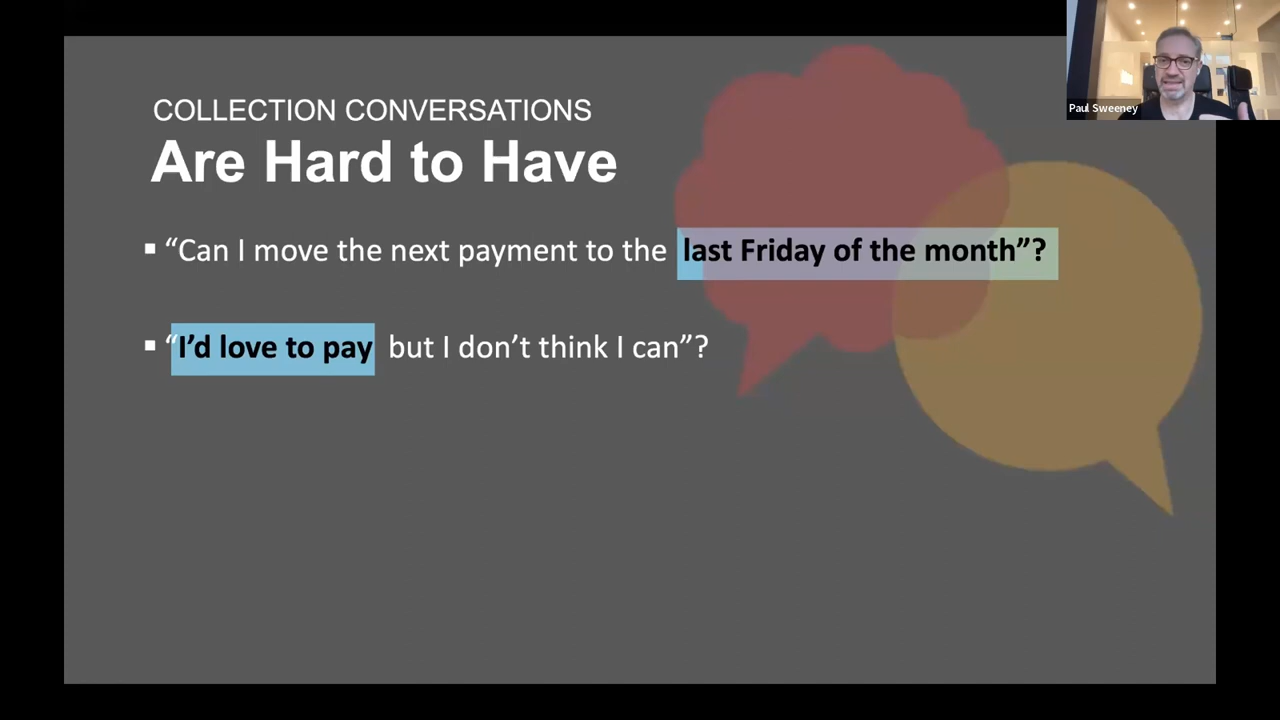 COLLECTION CONVERSATIONS
Are Hard to Have
▪ “Can I move the next payment to the last Friday of the month”?
▪ “I’d love to pay but I don’t think I can”?
Paul Sweeney